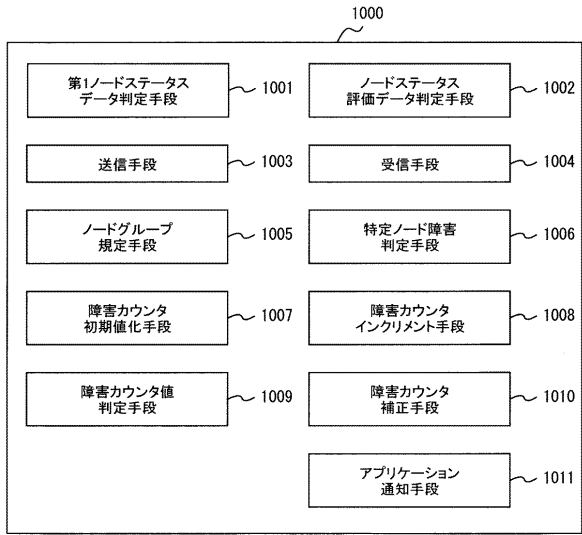 1000
第1ノードステータス
データ判定手段
1001
ノードステータス
評価データ判定手段
1002
送信手段
1003
受信手段
1004
ノードグループ
規定手段
1005
特定ノード障害
判定手段
1006
障害カウンタ
初期値化手段
1007
障害カウンタ
インクリメント手段
1008
障害カウンタ値
判定手段
1009
障害カウンタ
補正手段
1010
アプリケーション
通知手段
1011